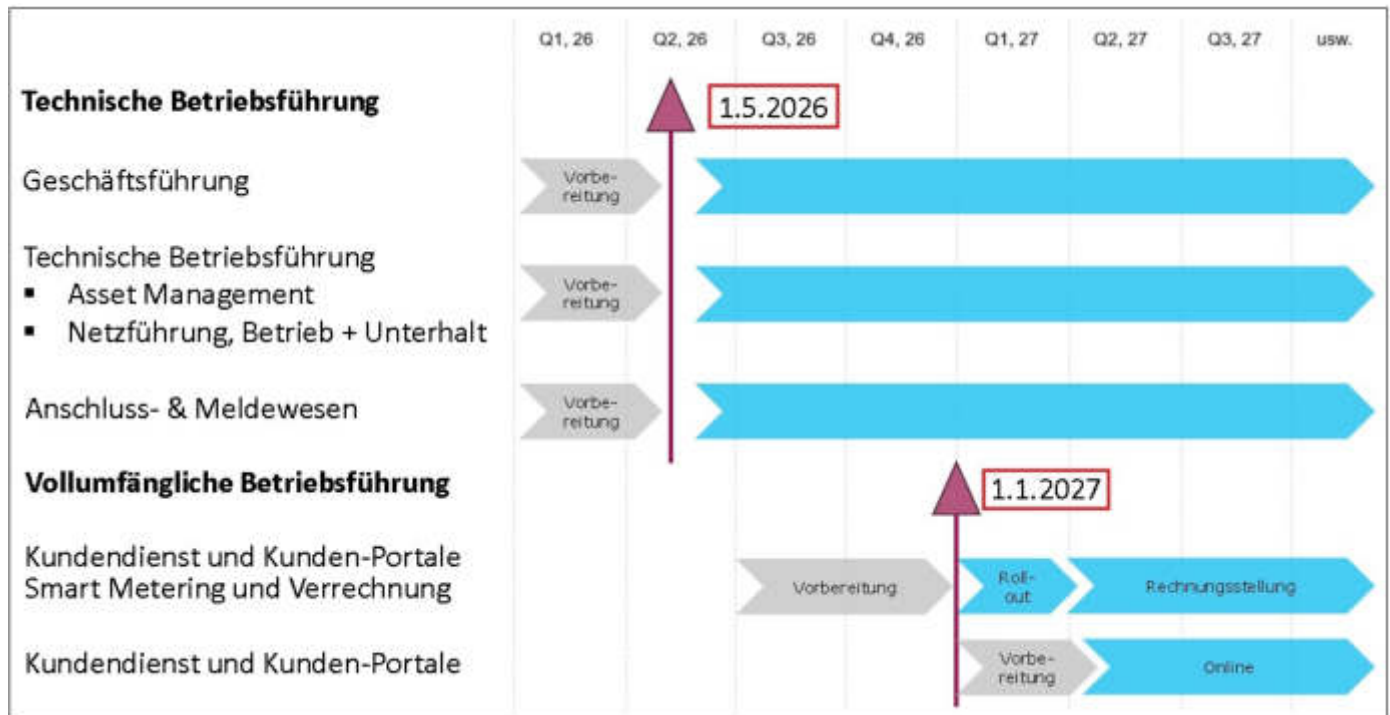 Q1, 26 Q2, 26 Q3, 26 Q4, 26 Q1, 27 Q2, 27 Q3, 27 usw.
Technische Betriebsführung
1.5.2026
Geschäftsführung
Vorbe-
reitung
Technische Betriebsführung
▪ Asset Management
▪ Netzführung, Betrieb + Unterhalt
Vorbe-
reitung
Anschluss- & Meldewesen
Vorbe-
reitung
Vollumfängliche Betriebsführung
1.1.2027
Kundendienst und Kunden-Portale
Smart Metering und Verrechnung
Vorbereitung
Roll-
out
Rechnungsstellung
Kundendienst und Kunden-Portale
Vorbe-
reitung
Online